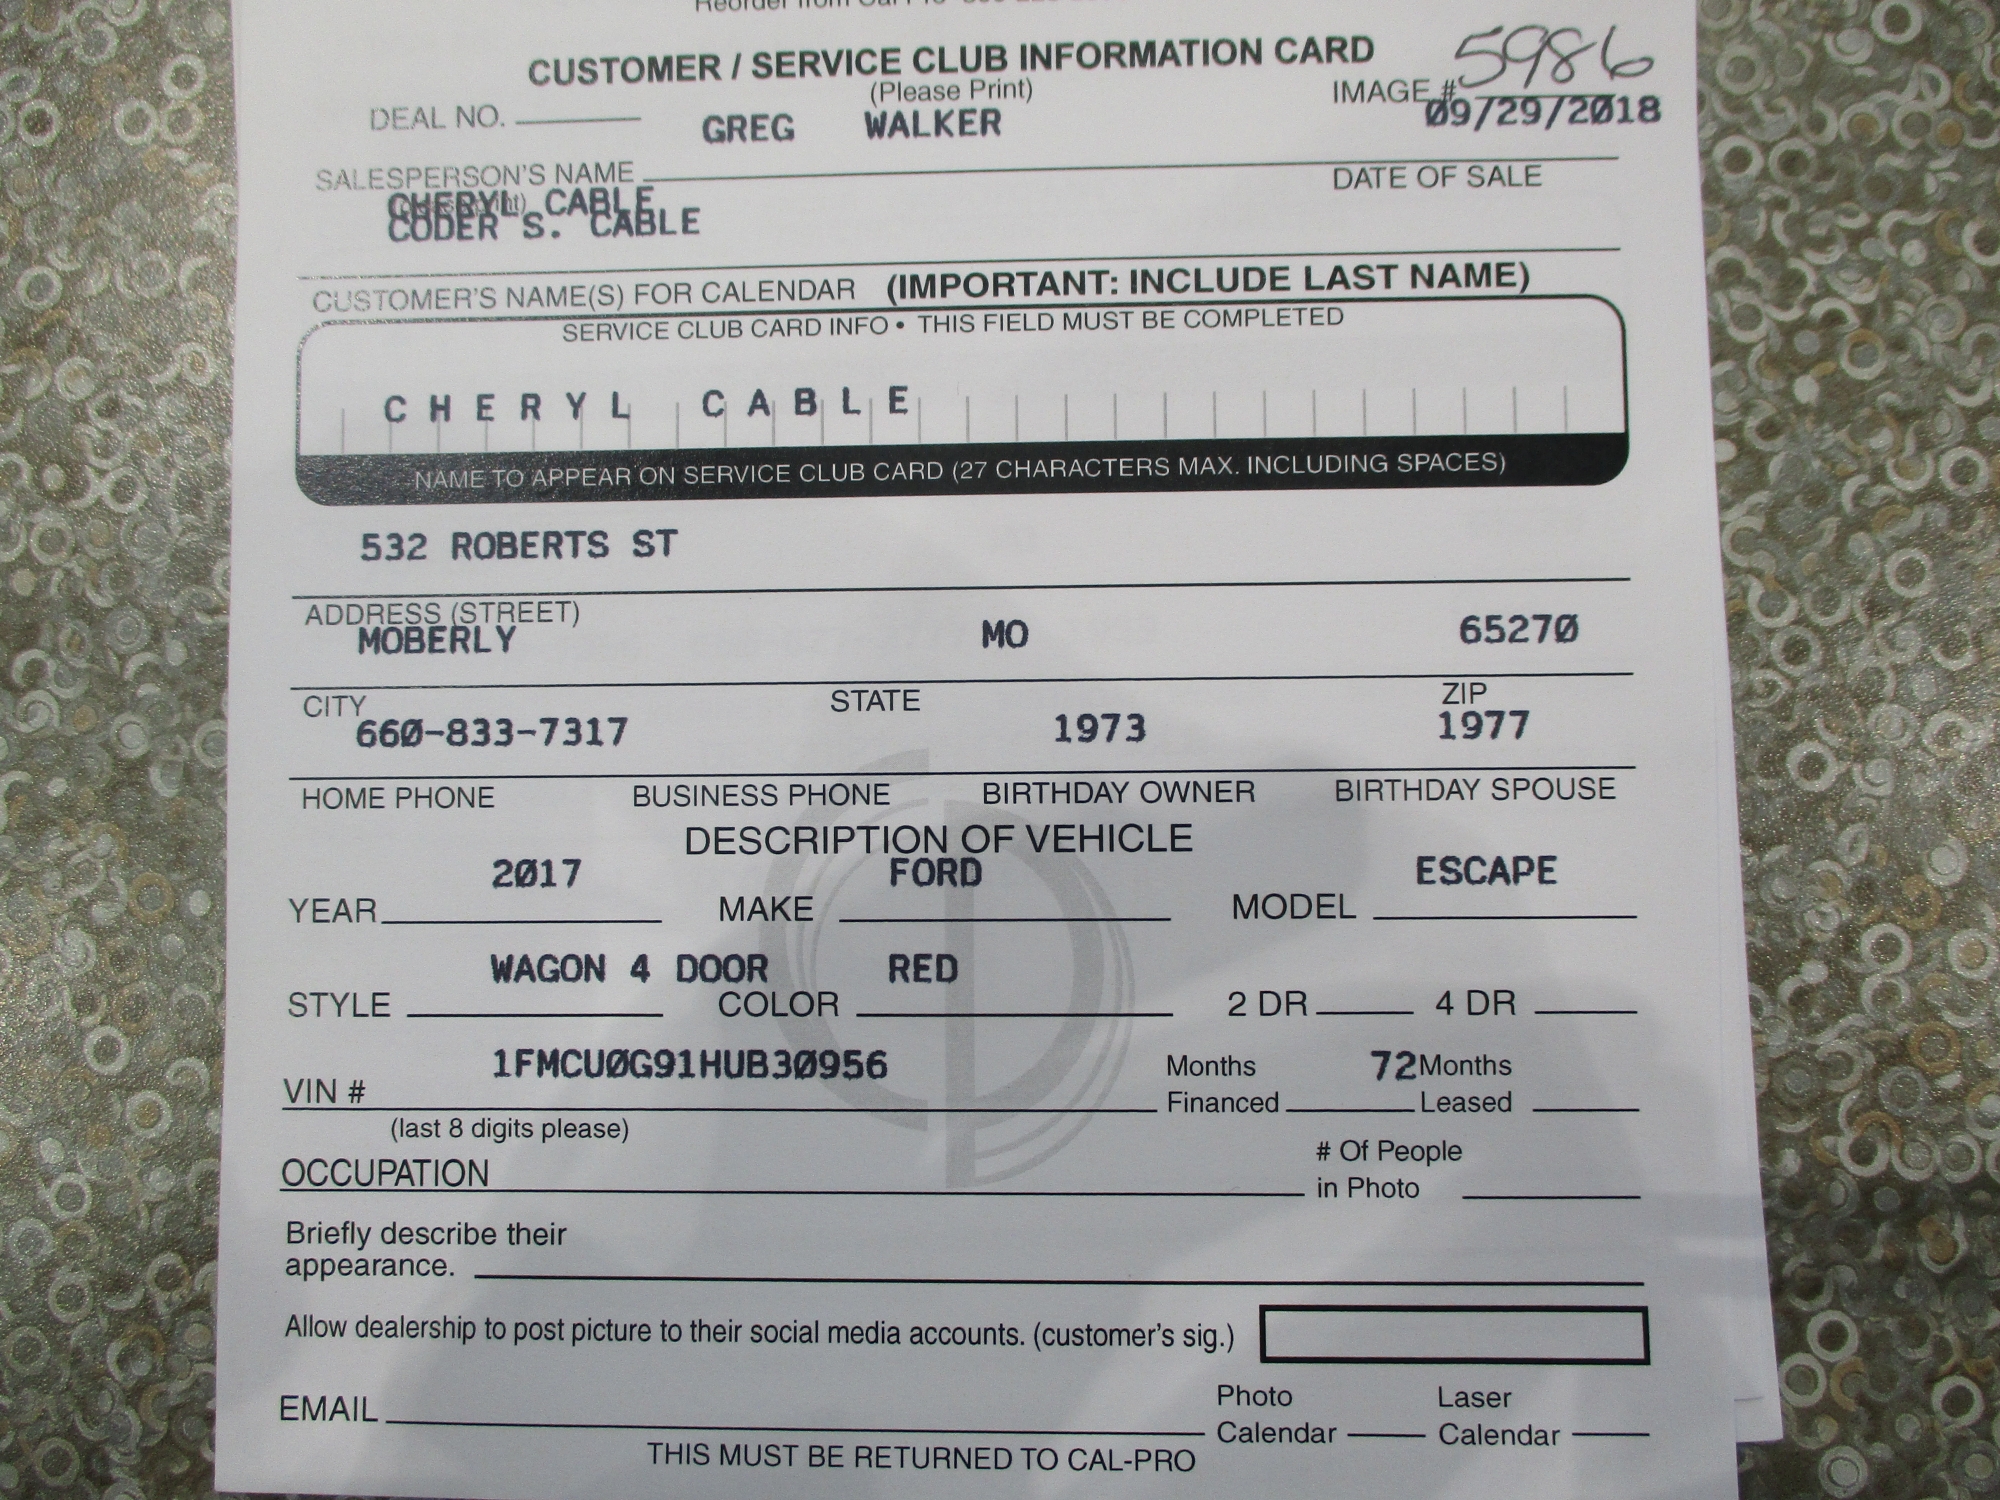 Reorder from Cal-Pro
CUSTOMER / SERVICE CLUB INFORMATION CARD
(Please Print)
IMAGE # 5986
DEAL NO.
GREG WALKER 09/29/2018
SALESPERSON'S NAME DATE OF SALE
CHERYL CABLE
CODER S. CABLE
CUSTOMER'S NAME(S) FOR CALENDAR (IMPORTANT: INCLUDE LAST NAME)
SERVICE CLUB CARD INFO • THIS FIELD MUST BE COMPLETED
CHERYL CABLE
NAME TO APPEAR ON SERVICE CLUB CARD (27 CHARACTERS MAX. INCLUDING SPACES)
532 ROBERTS ST
ADDRESS (STREET)
MOBERLY MO 65270
CITY STATE ZIP
660-833-7317 1973 1977
HOME PHONE BUSINESS PHONE BIRTHDAY OWNER BIRTHDAY SPOUSE
DESCRIPTION OF VEHICLE
2017 FORD ESCAPE
YEAR MAKE MODEL
WAGON 4 DOOR RED
STYLE COLOR 2 DR 4 DR
1FMCU0G91HUB30956 Months 72 Months
VIN # Financed Leased
(last 8 digits please)
OCCUPATION # Of People
in Photo
Briefly describe their
appearance.
Allow dealership to post picture to their social media accounts. (customer's sig.)
Photo Laser
EMAIL Calendar Calendar
THIS MUST BE RETURNED TO CAL-PRO